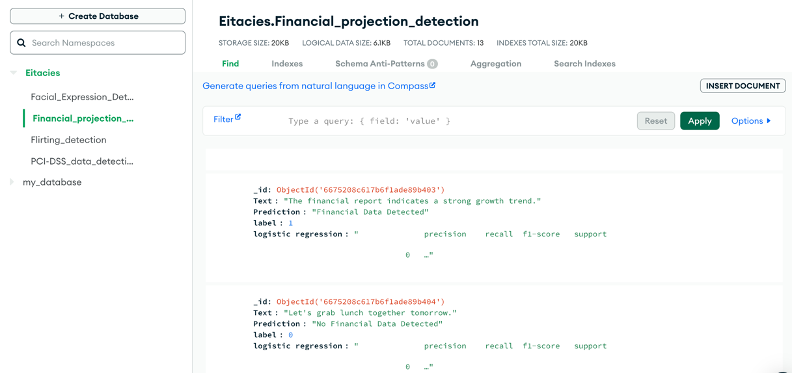 + Create Database
Search Namespaces
Eitacies
Facial_Expression_Det...
Financial_projection_...
Flirting_detection
PCI-DSS_data_detecti...
my_database
Eitacies.Financial_projection_detection
STORAGE SIZE: 20KB LOGICAL DATA SIZE: 6.1KB TOTAL DOCUMENTS: 13 INDEXES TOTAL SIZE: 20KB
Find Indexes Schema Anti-Patterns 0 Aggregation Search Indexes
Generate queries from natural language in Compass
INSERT DOCUMENT
Filter Type a query: { field: 'value' } Reset Apply Options
_id: ObjectId('6675208c617b6f1ade89b403')
Text : "The financial report indicates a strong growth trend."
Prediction : "Financial Data Detected"
label : 1
logistic regression : " precision recall f1-score support
0 …"
_id: ObjectId('6675208c617b6f1ade89b404')
Text : "Let's grab lunch together tomorrow."
Prediction : "No Financial Data Detected"
label : 0
logistic regression : " precision recall f1-score support
0 …"